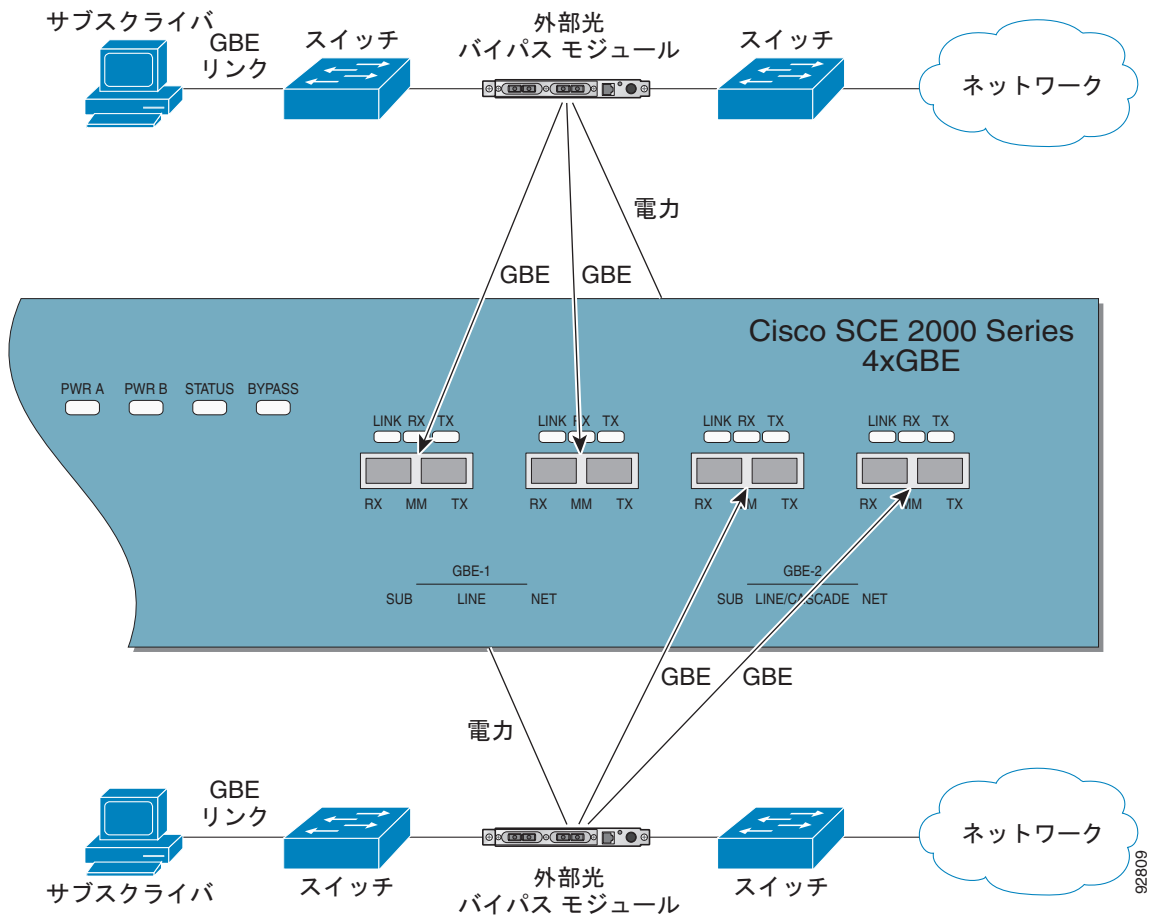 サブスクライバ
GBE
リンク
スイッチ
外部光
バイパス モジュール
スイッチ
ネットワーク
電力
GBE
GBE
Cisco SCE 2000 Series
4xGBE
PWR A
PWR B
STATUS
BYPASS
LINK RX TX
LINK RX TX
LINK RX TX
LINK RX TX
RX MM TX
RX MM TX
RX MM TX
RX MM TX
GBE-1
GBE-2
SUB LINE NET
SUB LINE/CASCADE NET
GBE
GBE
電力
GBE
リンク
ネットワーク
サブスクライバ
スイッチ
外部光
バイパス モジュール
スイッチ
92809